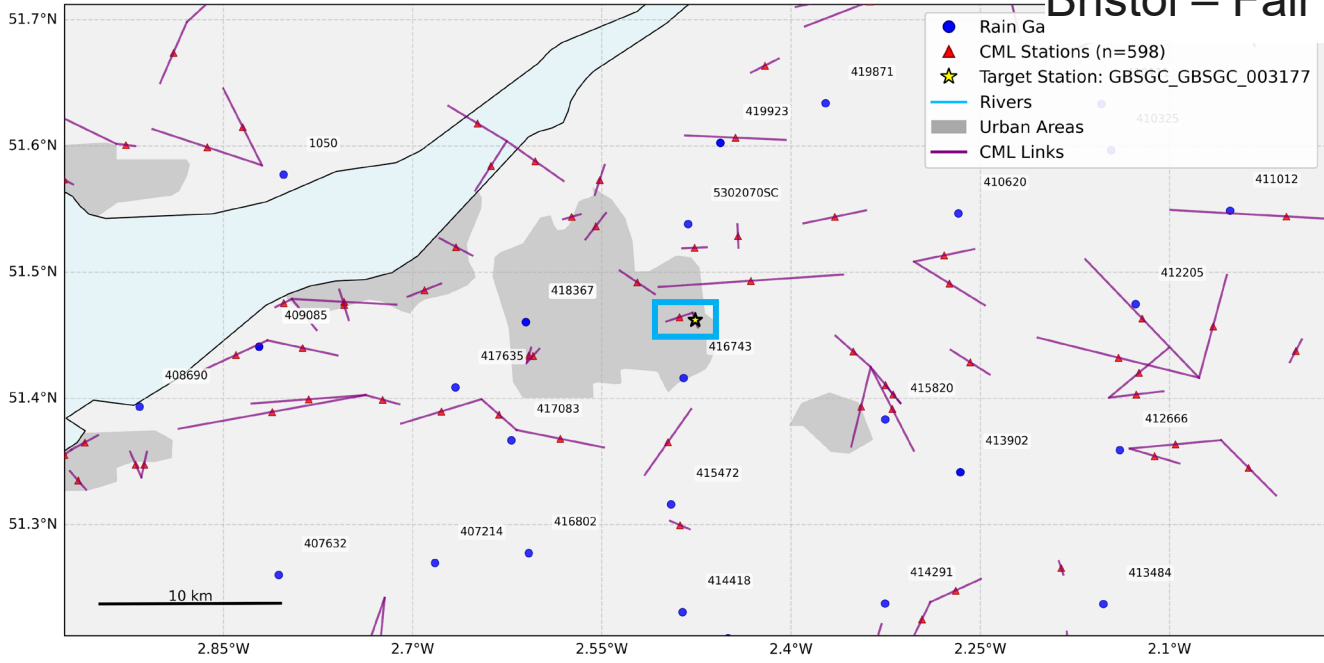 Bristol – Fair
51.7°N
51.6°N
51.5°N
51.4°N
51.3°N
Rain Ga
CML Stations (n=598)
Target Station: GBSGC_GBSGC_003177
Rivers
Urban Areas
CML Links
419871
419923
410325
1050
5302070SC
410620
411012
412205
418367
409085
416743
417635
408690
415820
417083
412666
413902
415472
416802
407214
407632
414418
414291
413484
10 km
2.85°W
2.7°W
2.55°W
2.4°W
2.25°W
2.1°W